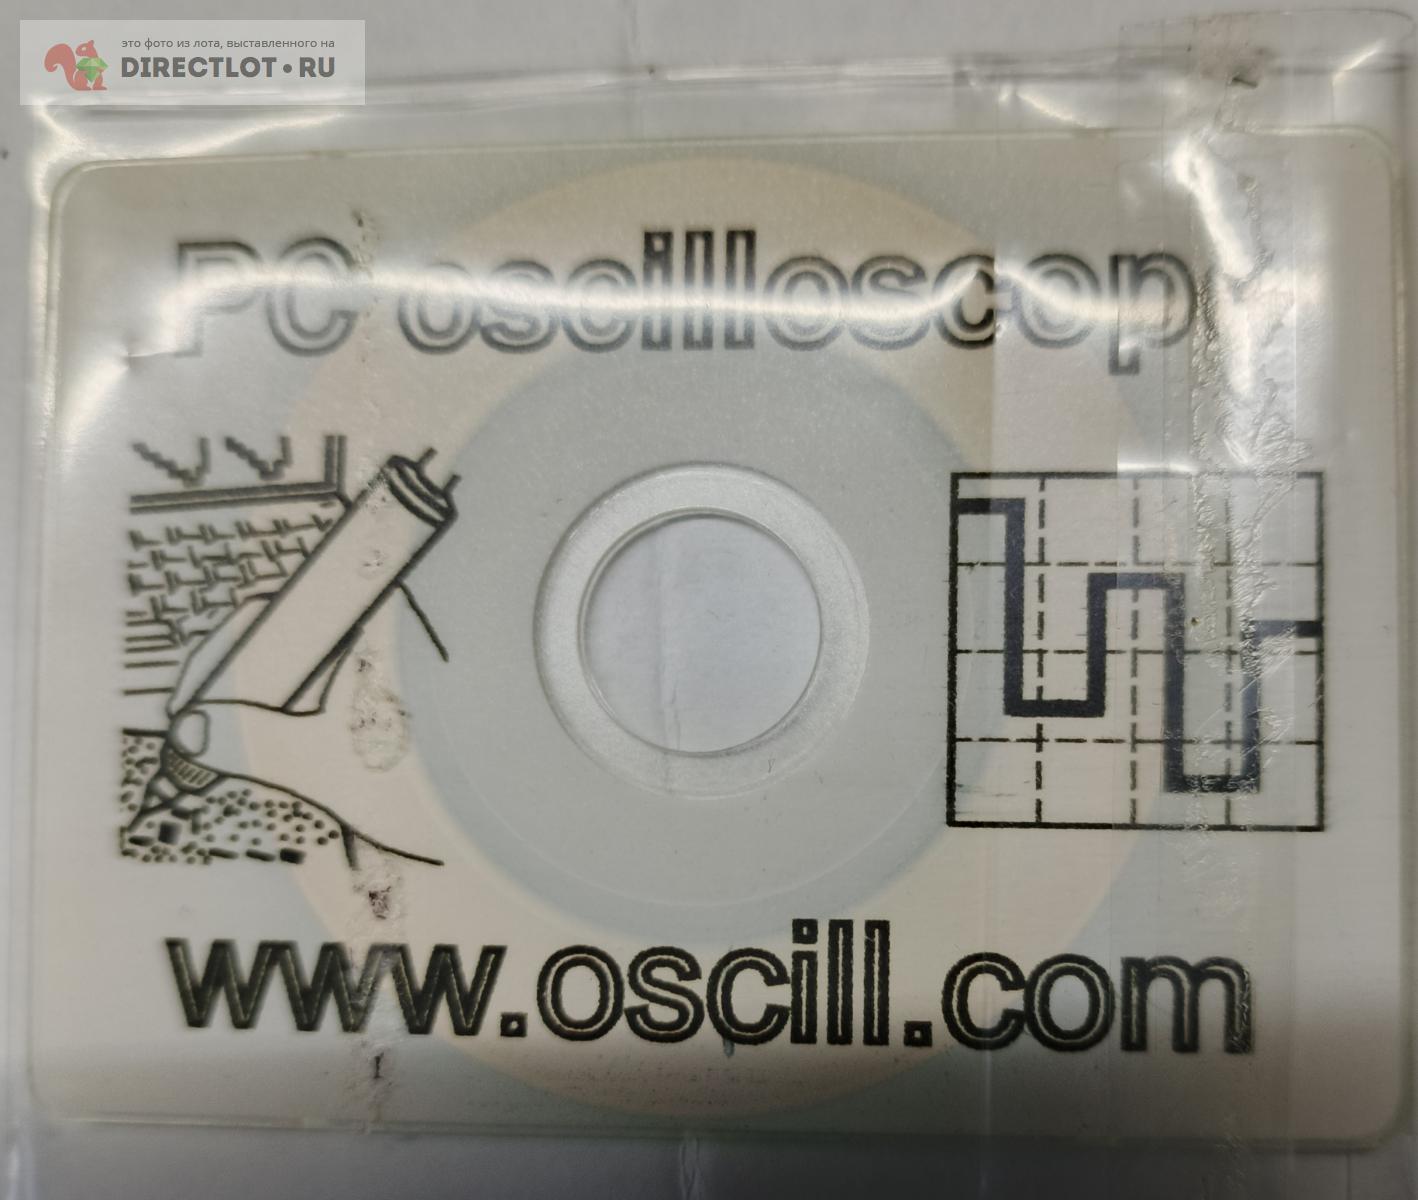 это фото из лота, выставленного на
DIRECTLOT•RU
PC oscilloscop
www.oscill.com